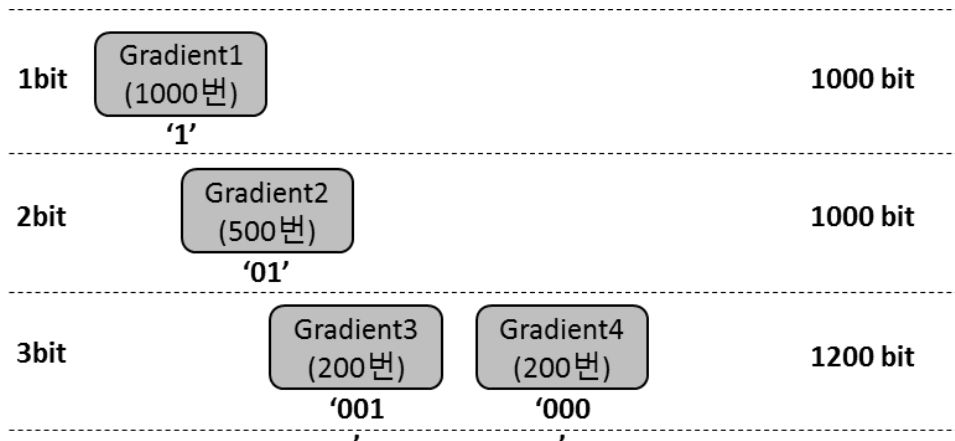 Gradient1
1bit (1000번) 1000 bit
‘1’
Gradient2
2bit (500번) 1000 bit
‘01’
Gradient3 Gradient4
3bit (200번) (200번) 1200 bit
‘001 ‘000
’ ’